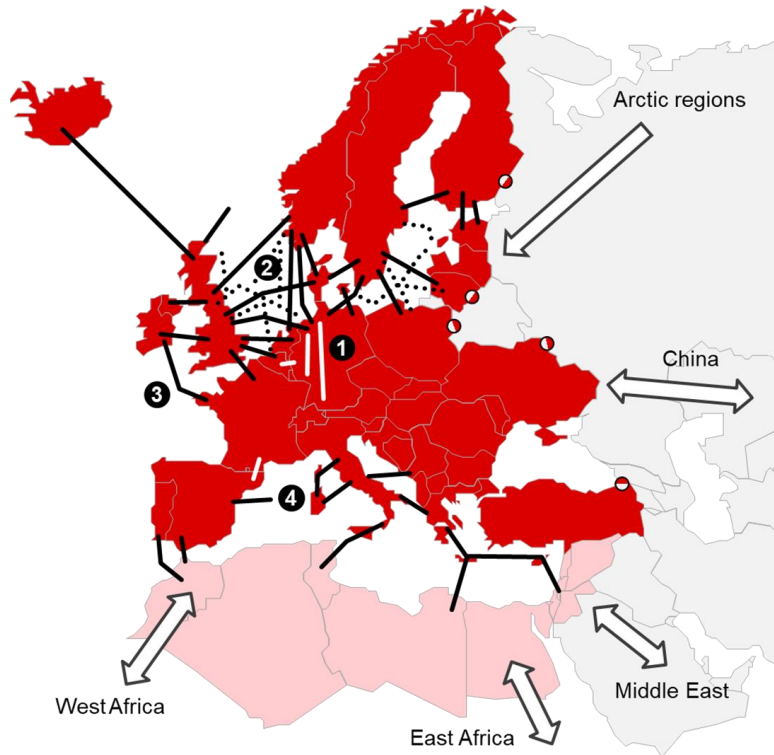 Arctic regions
2
1
China
3
4
West Africa
Middle East
East Africa